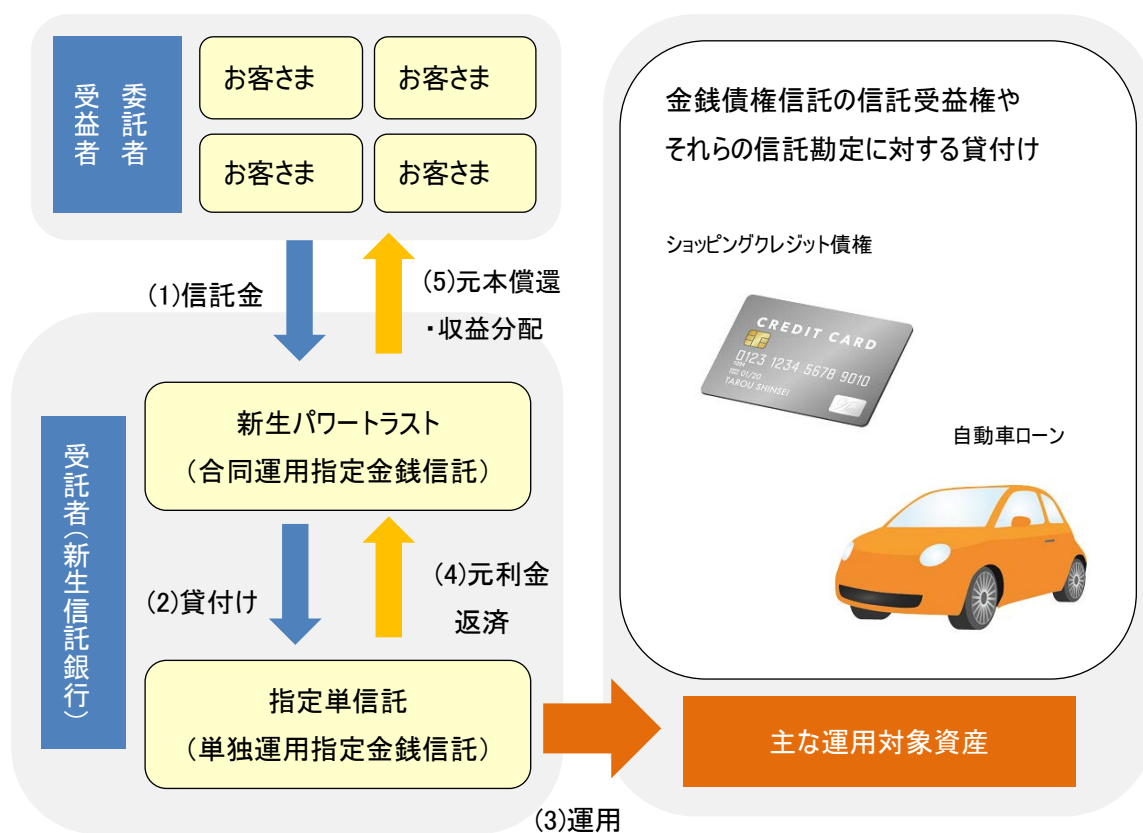 委託者
受益者
お客さま
お客さま
お客さま
お客さま
(1)信託金
(5)元本償還
・収益分配
受託者(新生信託銀行)
新生パワートラスト
(合同運用指定金銭信託)
(2)貸付け
(4)元利金
返済
指定単信託
(単独運用指定金銭信託)
(3)運用
金銭債権信託の信託受益権や
それらの信託勘定に対する貸付け
ショッピングクレジット債権
CREDIT CARD
0123 1234 5678 9010
01/20
TAROU SHINSEI
自動車ローン
主な運用対象資産